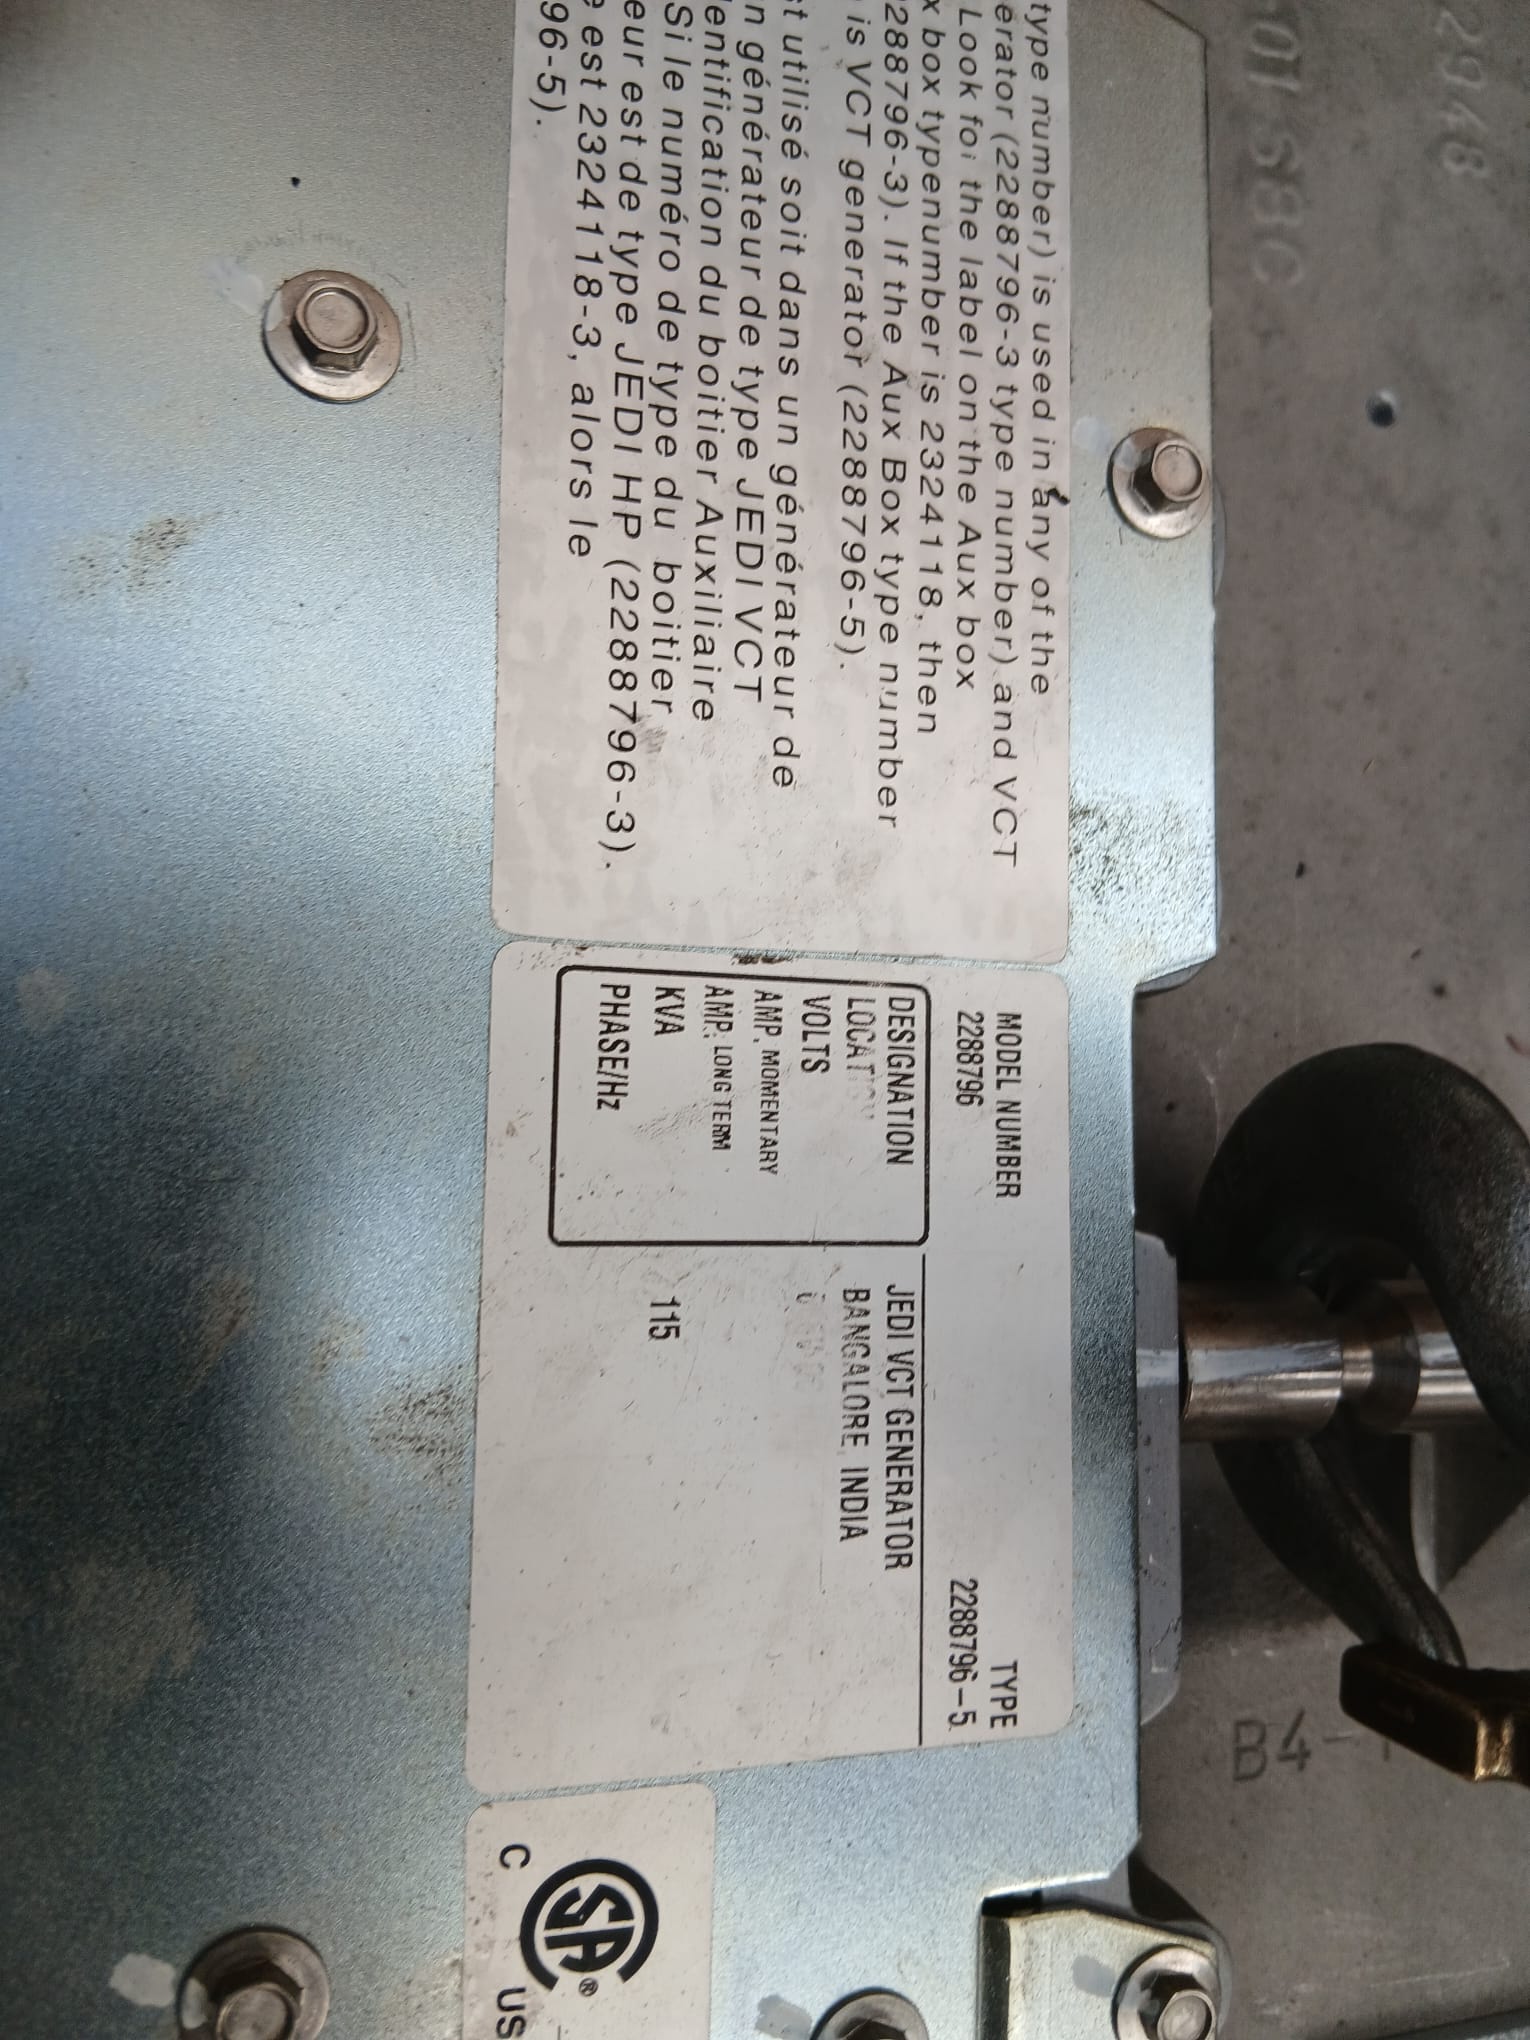 type number) is used in any of the
erator (2288796-3 type number) and VCT
Look for the label on the Aux box
x box typenumber is 2324118, then
2288796-3). If the Aux Box type number
is VCT generator (2288796-5).
st utilisé soit dans un générateur de
n générateur de type JEDI VCT
entification du boitier Auxiliaire
Si le numéro de type du boitier
eur est de type JEDI HP (2288796-3).
e est 2324118-3, alors le
96-5).
MODEL NUMBER TYPE
2288796 2288796-5
DESIGNATION JEDI VCT GENERATOR
LOCATION BANGALORE, INDIA
VOLTS
AMP. MOMENTARY
AMP. LONG TERM
KVA 115
PHASE/Hz
C SA ® US
2948
B4-